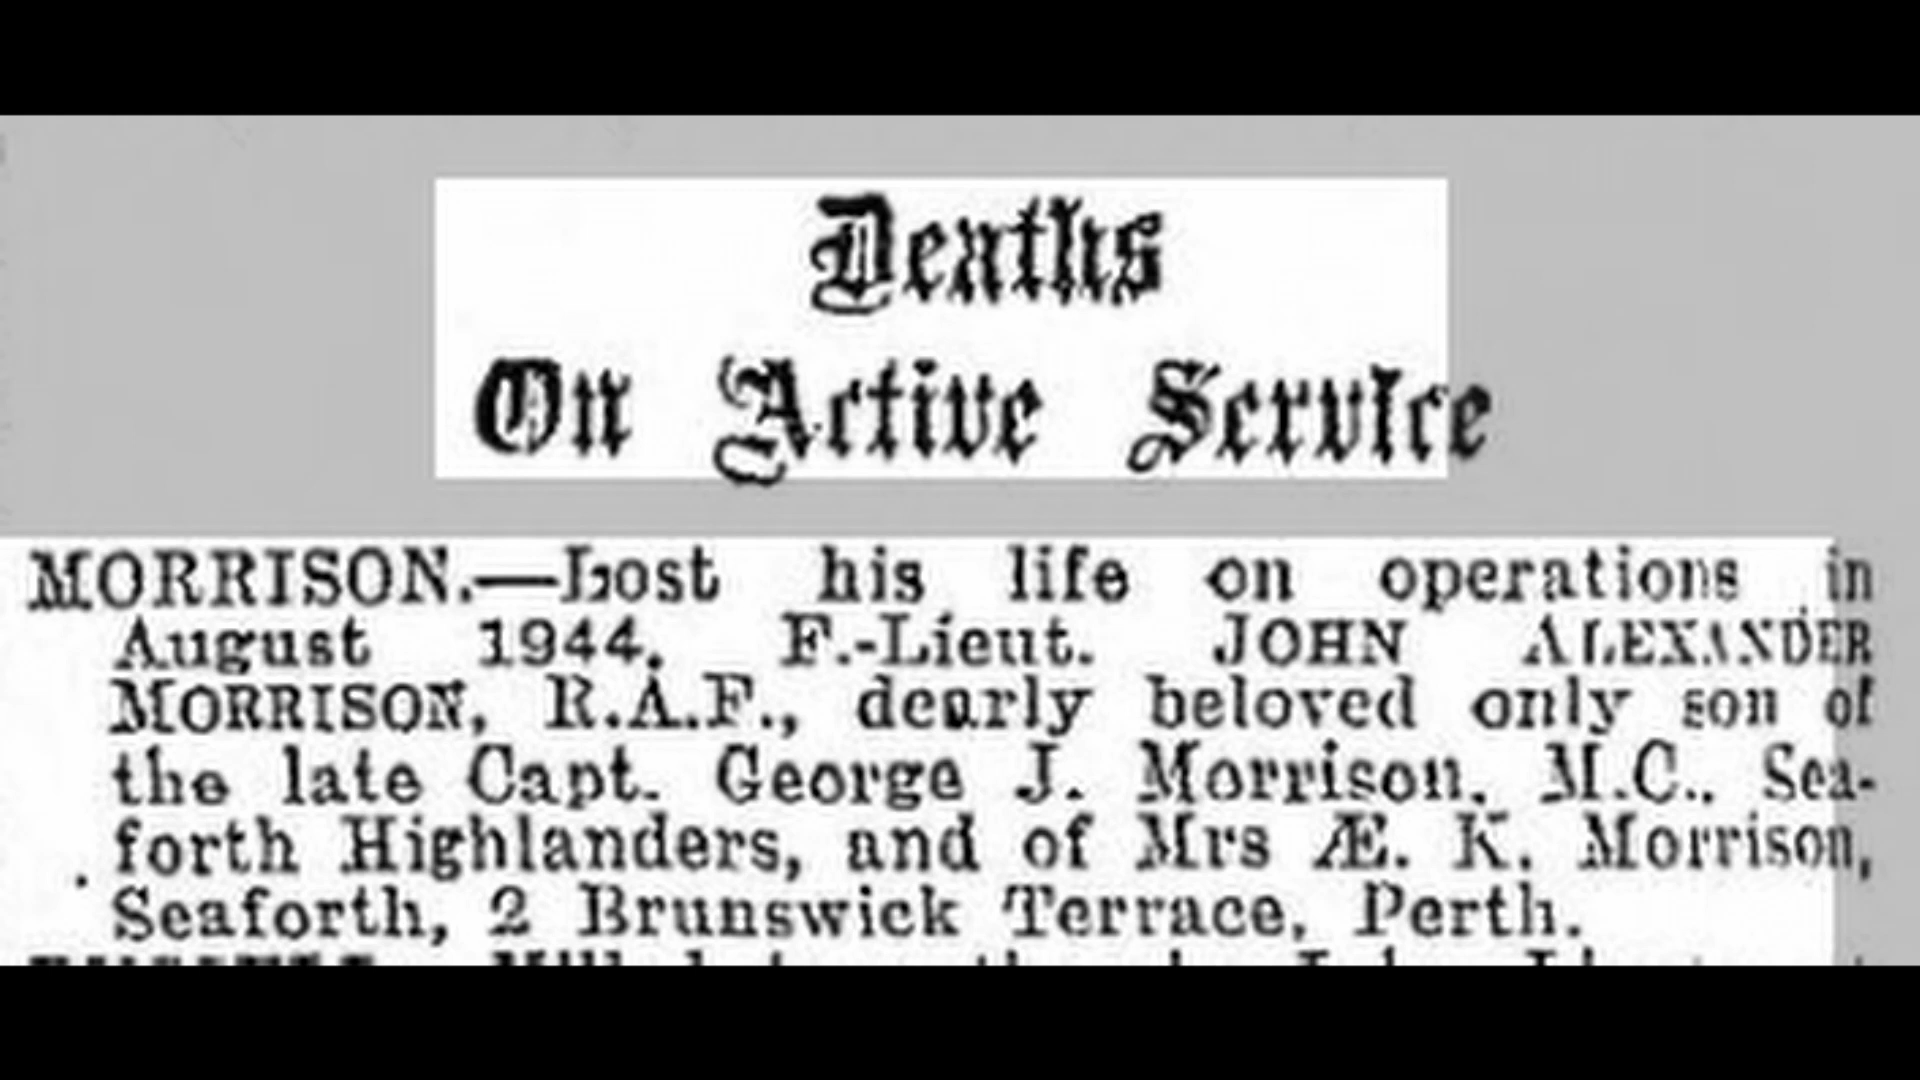 Deaths
On Active Service
MORRISON.—Lost his life on operations in
August 1944, F.-Lieut. JOHN ALEXANDER
MORRISON, R.A.F., dearly beloved only son of
the late Capt. George J. Morrison, M.C., Sea-
forth Highlanders, and of Mrs Æ. K. Morrison,
Seaforth, 2 Brunswick Terrace, Perth.